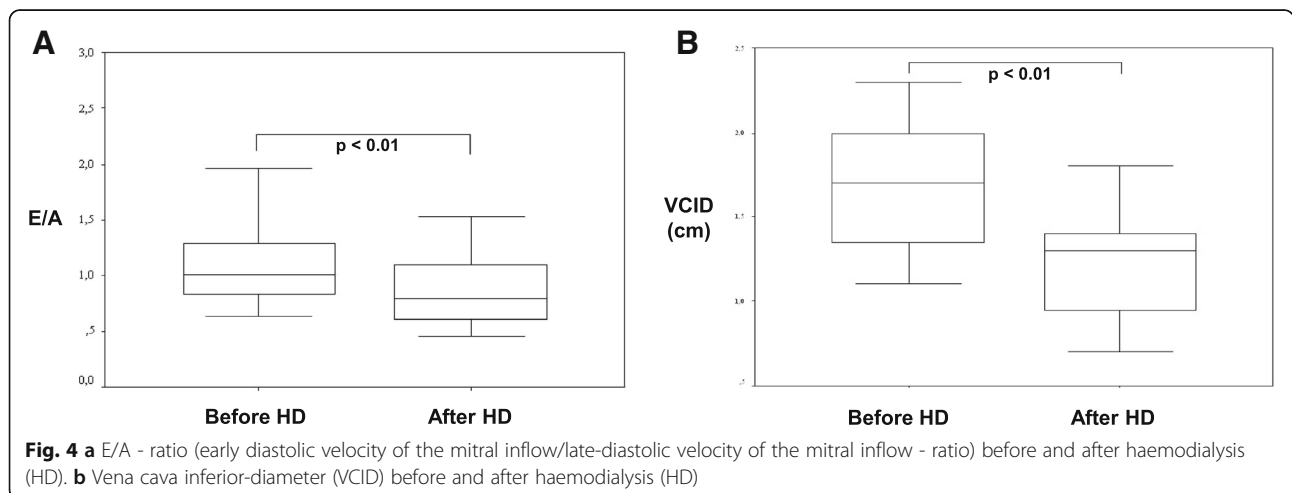 A
3,0
2,5
2,0
1,5
1,0
,5
0,0
E/A
p < 0.01
Before HD
After HD
B
2.5
2.0
1.5
1.0
.5
VCID
(cm)
p < 0.01
Before HD
After HD
Fig. 4 a E/A - ratio (early diastolic velocity of the mitral inflow/late-diastolic velocity of the mitral inflow - ratio) before and after haemodialysis
(HD). b Vena cava inferior-diameter (VCID) before and after haemodialysis (HD)